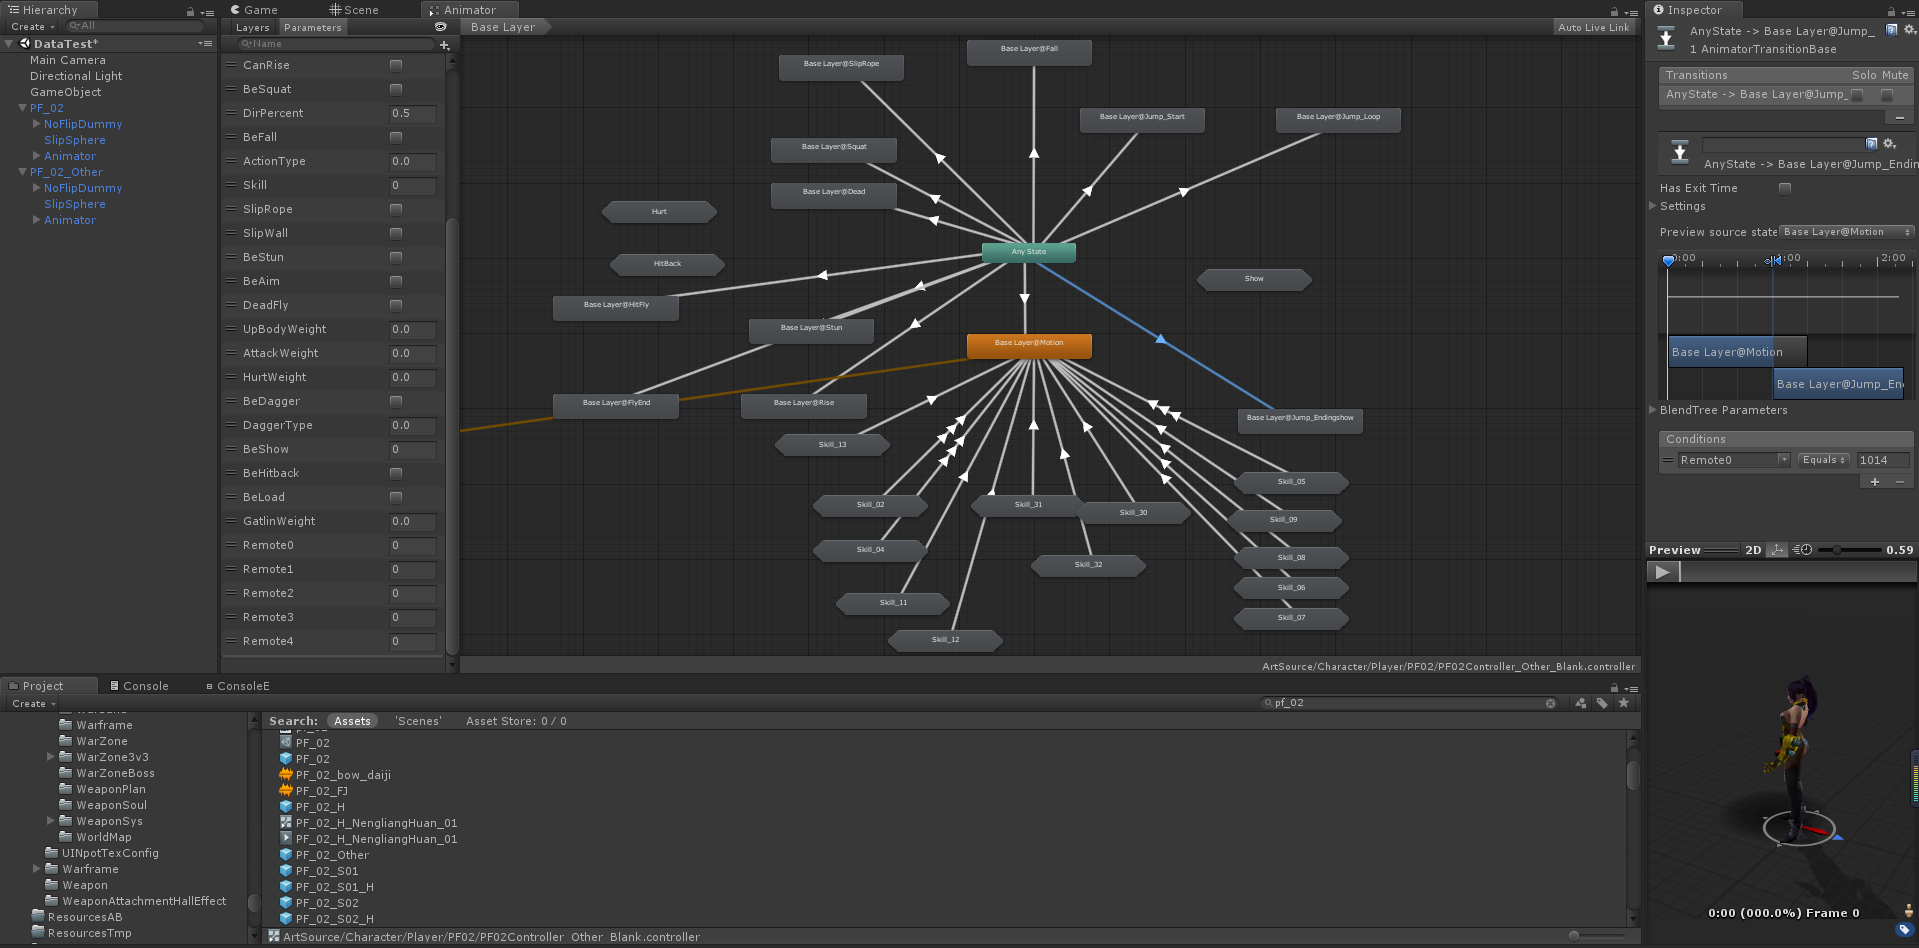 Hierarchy
Create
All
DataTest*
Main Camera
Directional Light
GameObject
PF_02
NoFlipDummy
SlipSphere
Animator
PF_02_Other
NoFlipDummy
SlipSphere
Animator
Game
Scene
Animator
Layers
Parameters
Base Layer
Auto Live Link
Name
CanRise
BeSquat
DirPercent 0.5
BeFall
ActionType 0.0
Skill 0
SlipRope
SlipWall
BeStun
BeAim
DeadFly
UpBodyWeight 0.0
AttackWeight 0.0
HurtWeight 0.0
BeDagger
DaggerType 0.0
BeShow 0
BeHitback
BeLoad
GatlinWeight 0.0
Remote0 0
Remote1 0
Remote2 0
Remote3 0
Remote4 0
Base Layer@Fall
Base Layer@SlipRope
Base Layer@Jump_Start
Base Layer@Jump_Loop
Base Layer@Squat
Base Layer@Dead
Hurt
Any State
HitBack
Show
Base Layer@HitFly
Base Layer@Stun
Base Layer@Motion
Base Layer@FlyEnd
Base Layer@Rise
Base Layer@Jump_Endingshow
Skill_13
Skill_05
Skill_02
Skill_31
Skill_30
Skill_09
Skill_04
Skill_08
Skill_32
Skill_06
Skill_11
Skill_07
Skill_12
ArtSource/Character/Player/PF02/PF02Controller_Other_Blank.controller
Inspector
AnyState -> Base Layer@Jump_
1 AnimatorTransitionBase
Transitions Solo Mute
AnyState -> Base Layer@Jump_
AnyState -> Base Layer@Jump_Endin
Has Exit Time
Settings
Preview source state Base Layer@Motion
0:00 :00 2:00
Base Layer@Motion
Base Layer@Jump_En
BlendTree Parameters
Conditions
Remote0 Equals 1014
Preview 2D 0.59
0:00 (000.0%) Frame 0
Project
Console
ConsoleE
Create
pf_02
Warframe
WarZone
WarZone3v3
WarZoneBoss
WeaponPlan
WeaponSoul
WeaponSys
WorldMap
UINpotTexConfig
Warframe
Weapon
WeaponAttachmentHallEffect
ResourcesAB
ResourcesTmp
Search: Assets 'Scenes' Asset Store: 0 / 0
PF_02
PF_02
PF_02_bow_daiji
PF_02_FJ
PF_02_H
PF_02_H_NengliangHuan_01
PF_02_H_NengliangHuan_01
PF_02_Other
PF_02_S01
PF_02_S01_H
PF_02_S02
PF_02_S02_H
ArtSource/Character/Player/PF02/PF02Controller_Other_Blank.controller